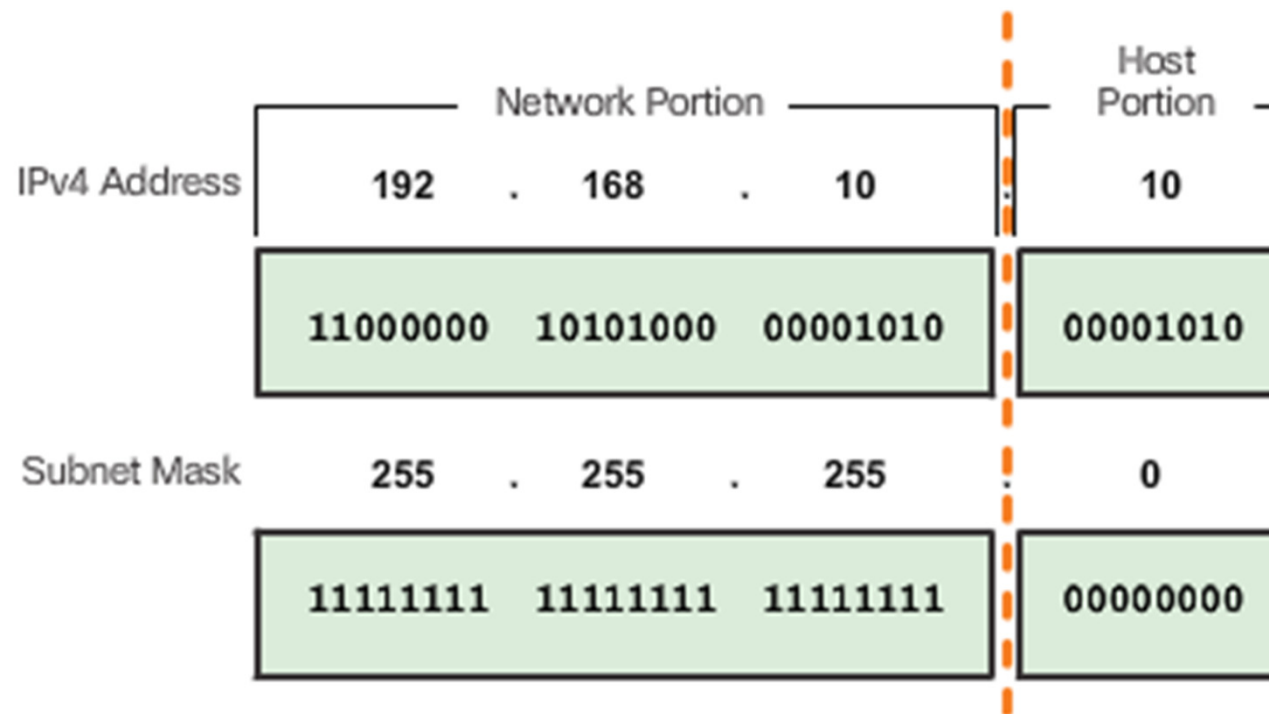 Host
Network Portion Portion
IPv4 Address 192 . 168 . 10 . 10
11000000 10101000 00001010 00001010
Subnet Mask 255 . 255 . 255 . 0
11111111 11111111 11111111 00000000